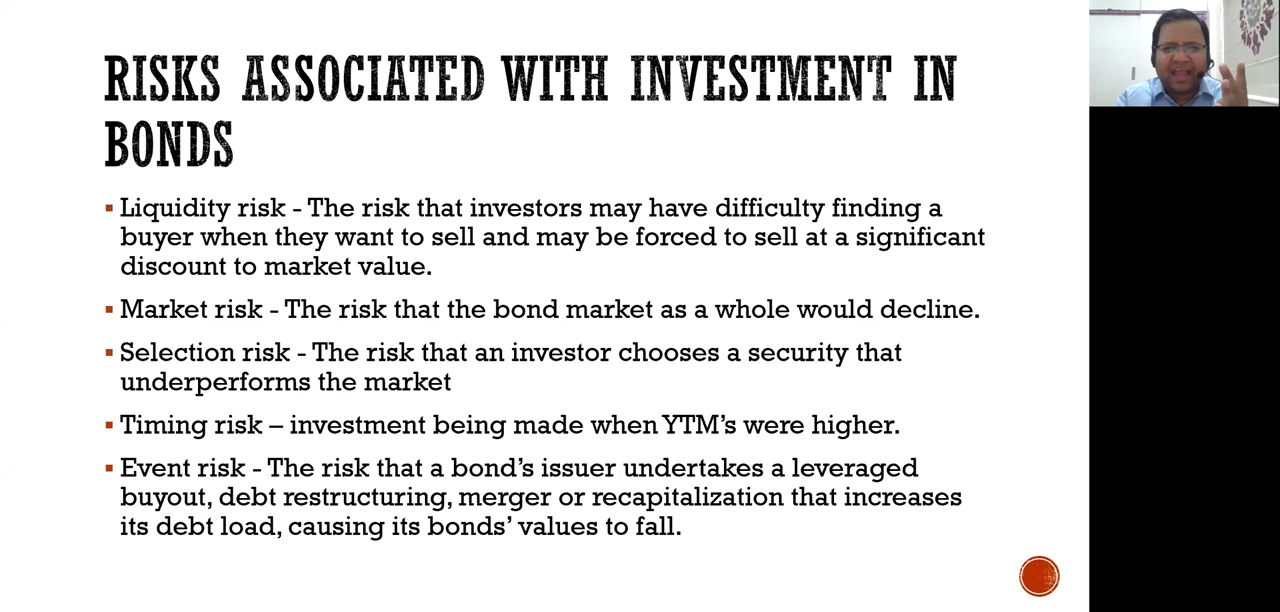 RISKS ASSOCIATED WITH INVESTMENT IN
BONDS
▪ Liquidity risk - The risk that investors may have difficulty finding a
buyer when they want to sell and may be forced to sell at a significant
discount to market value.
▪ Market risk - The risk that the bond market as a whole would decline.
▪ Selection risk - The risk that an investor chooses a security that
underperforms the market
▪ Timing risk – investment being made when YTM's were higher.
▪ Event risk - The risk that a bond's issuer undertakes a leveraged
buyout, debt restructuring, merger or recapitalization that increases
its debt load, causing its bonds' values to fall.